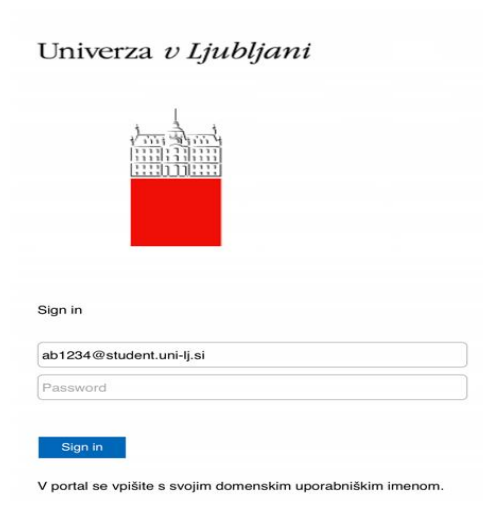 Univerza v Ljubljani
Sign in
ab1234@student.uni-lj.si
Password
Sign in
V portal se vpišite s svojim domenskim uporabniškim imenom.